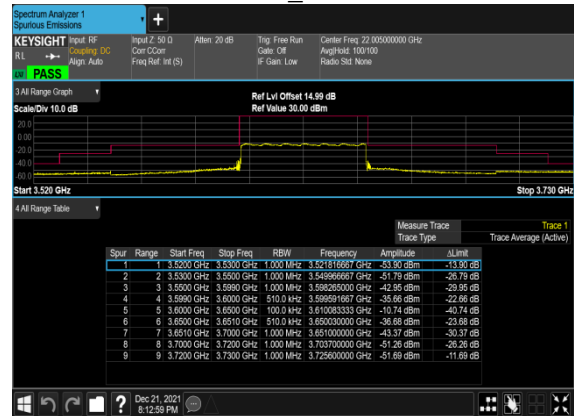 Spectrum Analyzer 1
Spurious Emissions
KEYSIGHT Input: RF Input Z: 50 Ω Atten: 20 dB Trig: Free Run Center Freq: 22.005000000 GHz
R L Coupling: DC Corr CCorr Gate: Off Avg|Hold: 100/100
Align: Auto Freq Ref: Int (S) IF Gain: Low Radio Std: None
PASS
3 All Range Graph
Ref Lvl Offset 14.99 dB
Scale/Div 10.0 dB Ref Value 30.00 dBm
20.0
0.00
-20.0
-40.0
-60.0
Start 3.520 GHz Stop 3.730 GHz
4 All Range Table
Measure Trace Trace 1
Trace Type Trace Average (Active)
Spur Range Start Freq Stop Freq RBW Frequency Amplitude ΔLimit
1 1 3.5200 GHz 3.5300 GHz 1.000 MHz 3.521816667 GHz -53.90 dBm -13.90 dB
2 2 3.5300 GHz 3.5500 GHz 1.000 MHz 3.549966667 GHz -51.79 dBm -26.79 dB
3 3 3.5500 GHz 3.5990 GHz 1.000 MHz 3.598265000 GHz -42.95 dBm -29.95 dB
4 4 3.5990 GHz 3.6000 GHz 510.0 kHz 3.599591667 GHz -35.66 dBm -22.66 dB
5 5 3.6000 GHz 3.6500 GHz 100.0 kHz 3.610083333 GHz -10.74 dBm -40.74 dB
6 6 3.6500 GHz 3.6510 GHz 510.0 kHz 3.650030000 GHz -36.68 dBm -23.68 dB
7 7 3.6510 GHz 3.7000 GHz 1.000 MHz 3.651000000 GHz -43.37 dBm -30.37 dB
8 8 3.7000 GHz 3.7200 GHz 1.000 MHz 3.703700000 GHz -51.26 dBm -26.26 dB
9 9 3.7200 GHz 3.7300 GHz 1.000 MHz 3.725600000 GHz -51.69 dBm -11.69 dB
Dec 21, 2021
8:12:59 PM